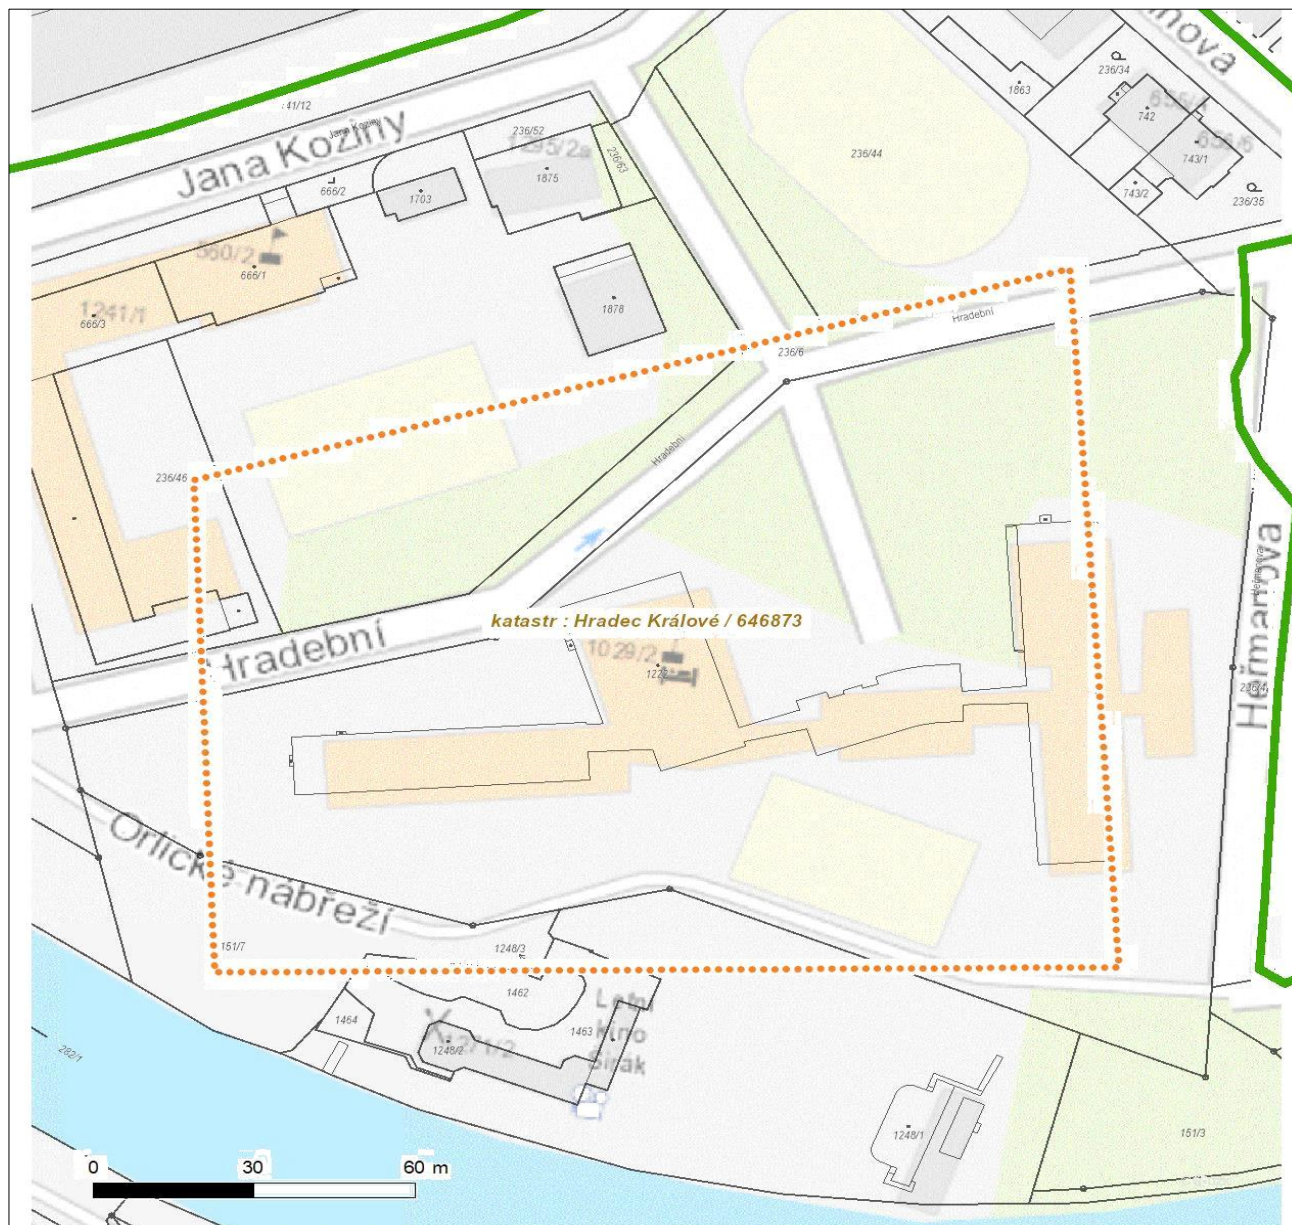 Jana Koziny
Jana Koziny
41/12
236/52
1295/2a
1875
236/63
666/2
1703
560/2
666/1
1241/1
666/3
1878
236/44
1863
236/34
742
743/1
743/2
236/35
236/6
Hradební
Hradební
236/46
katastr : Hradec Králové / 646873
Hradební
1029/2
Heřmanova
Orlické nábřeží
151/7
1248/3
1462
1464
1463
1248/2
Letní
kino
Širák
1248/1
151/3
282/1
0 30 60 m